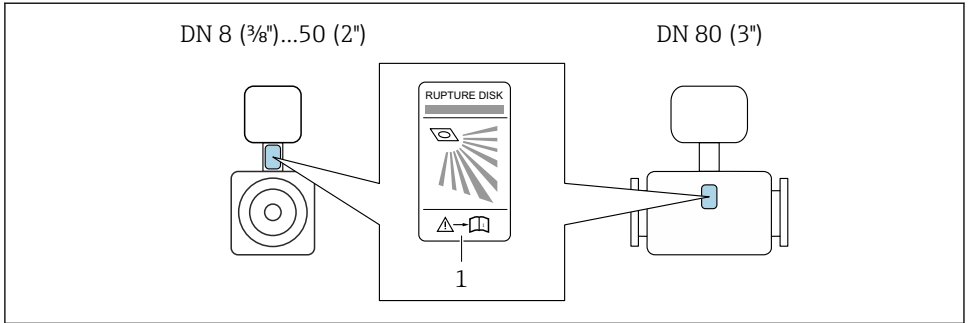 DN 8 (⅜")...50 (2")
DN 80 (3")
RUPTURE DISK
i
1